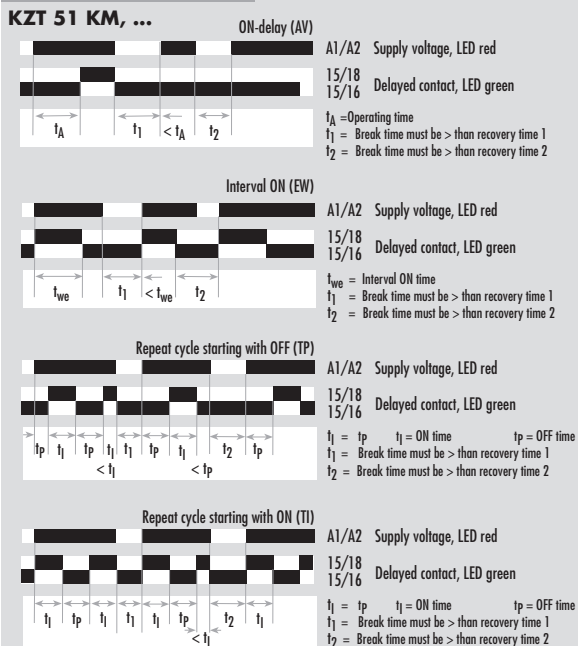 KZT 51 KM, ...
ON-delay (AV)
A1/A2 Supply voltage, LED red
15/18
15/16 Delayed contact, LED green
tA t1 < tA t2
tA =Operating time
t1 = Break time must be > than recovery time 1
t2 = Break time must be > than recovery time 2
Interval ON (EW)
A1/A2 Supply voltage, LED red
15/18
15/16 Delayed contact, LED green
twe t1 < twe t2
twe = Interval ON time
t1 = Break time must be > than recovery time 1
t2 = Break time must be > than recovery time 2
Repeat cycle starting with OFF (TP)
A1/A2 Supply voltage, LED red
15/18
15/16 Delayed contact, LED green
tP tI tP tI t1 tP tI t2 tP
< tI < tP
tI = tP tI = ON time tP = OFF time
t1 = Break time must be > than recovery time 1
t2 = Break time must be > than recovery time 2
Repeat cycle starting with ON (TI)
A1/A2 Supply voltage, LED red
15/18
15/16 Delayed contact, LED green
tI tP tI t1 tI tP t2 tI
< tI
tI = tP tI = ON time tP = OFF time
t1 = Break time must be > than recovery time 1
t2 = Break time must be > than recovery time 2